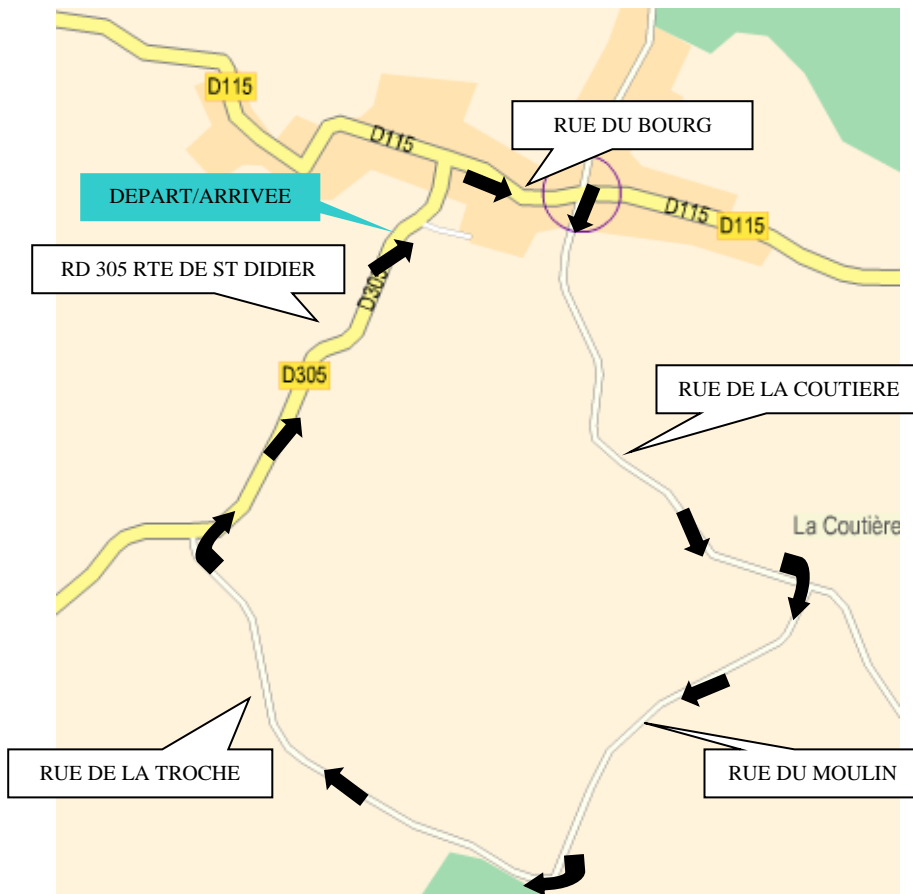 D115
RUE DU BOURG
D115
DEPART/ARRIVEE
D115
D115
RD 305 RTE DE ST DIDIER
D305
D305
RUE DE LA COUTIERE
La Coutière
RUE DE LA TROCHE
RUE DU MOULIN